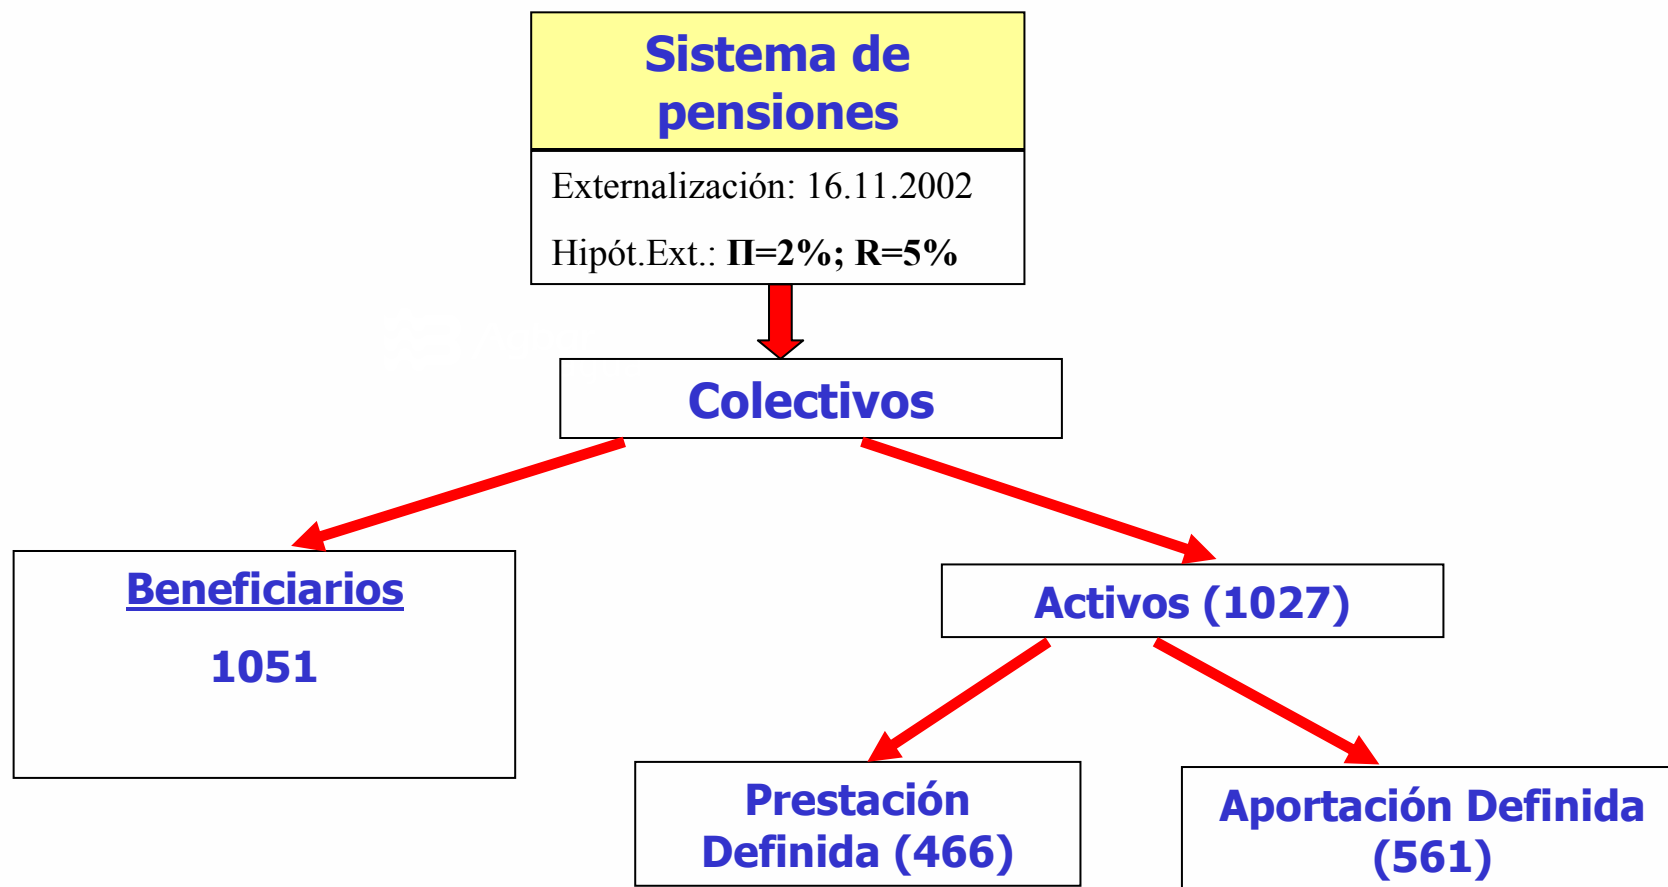 Sistema de
pensiones
Externalización: 16.11.2002
Hipót.Ext.: Π=2%; R=5%
Colectivos
Beneficiarios
1051
Activos (1027)
Prestación
Definida (466)
Aportación Definida
(561)